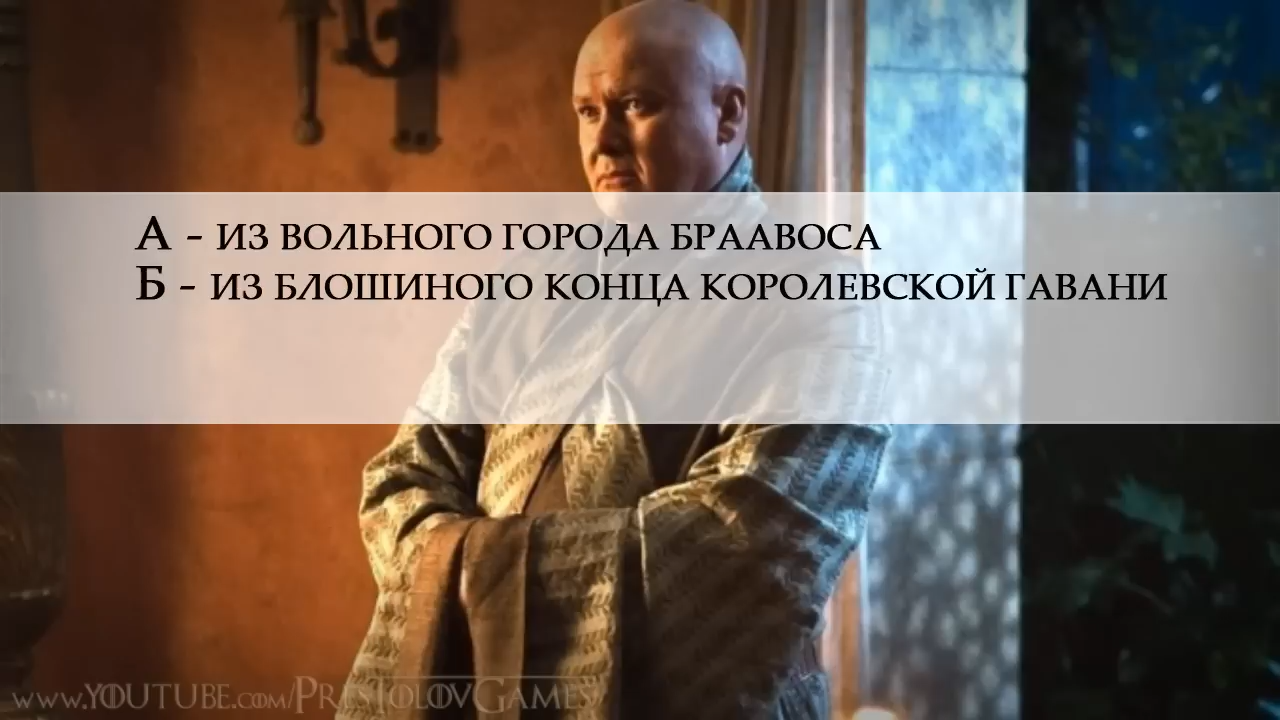 А - ИЗ ВОЛЬНОГО ГОРОДА БРААВОСА
Б - ИЗ БЛОШИНОГО КОНЦА КОРОЛЕВСКОЙ ГАВАНИ
www.YOUTUBE.com/PRESTOLOVGAMES